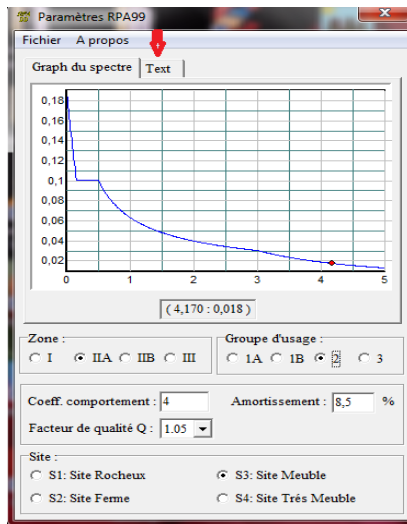 Paramètres RPA99
Fichier A propos
Graph du spectre Text
0,18
0,16
0,14
0,12
0,1
0,08
0,06
0,04
0,02
0 1 2 3 4 5
( 4,170 : 0,018 )
Zone : Groupe d'usage :
I IIA IIB III 1A 1B 2 3
Coeff. comportement : 4 Amortissement : 8,5 %
Facteur de qualité Q : 1.05
Site :
S1: Site Rocheux S3: Site Meuble
S2: Site Ferme S4: Site Trés Meuble